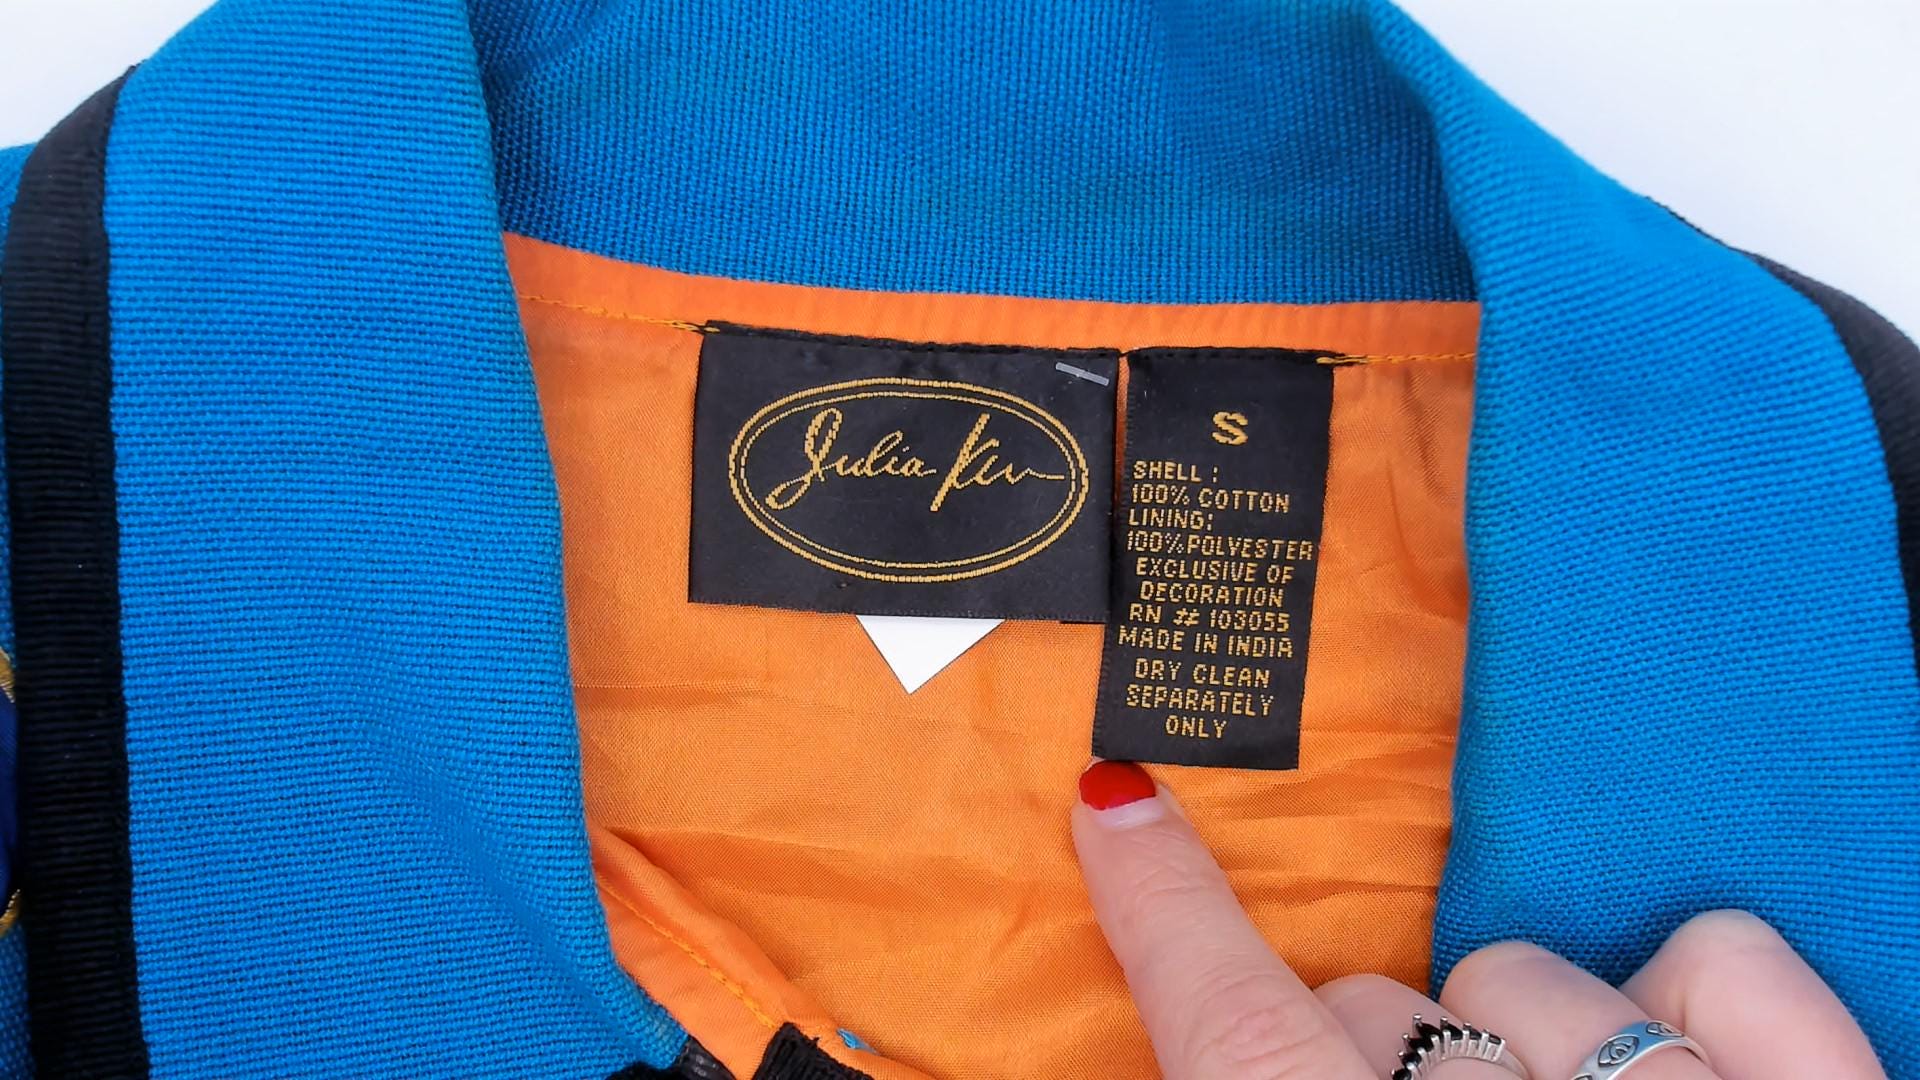 Julia Kim
S
SHELL :
100% COTTON
LINING:
100%POLYESTER
EXCLUSIVE OF
DECORATION
RN # 103055
MADE IN INDIA
DRY CLEAN
SEPARATELY
ONLY